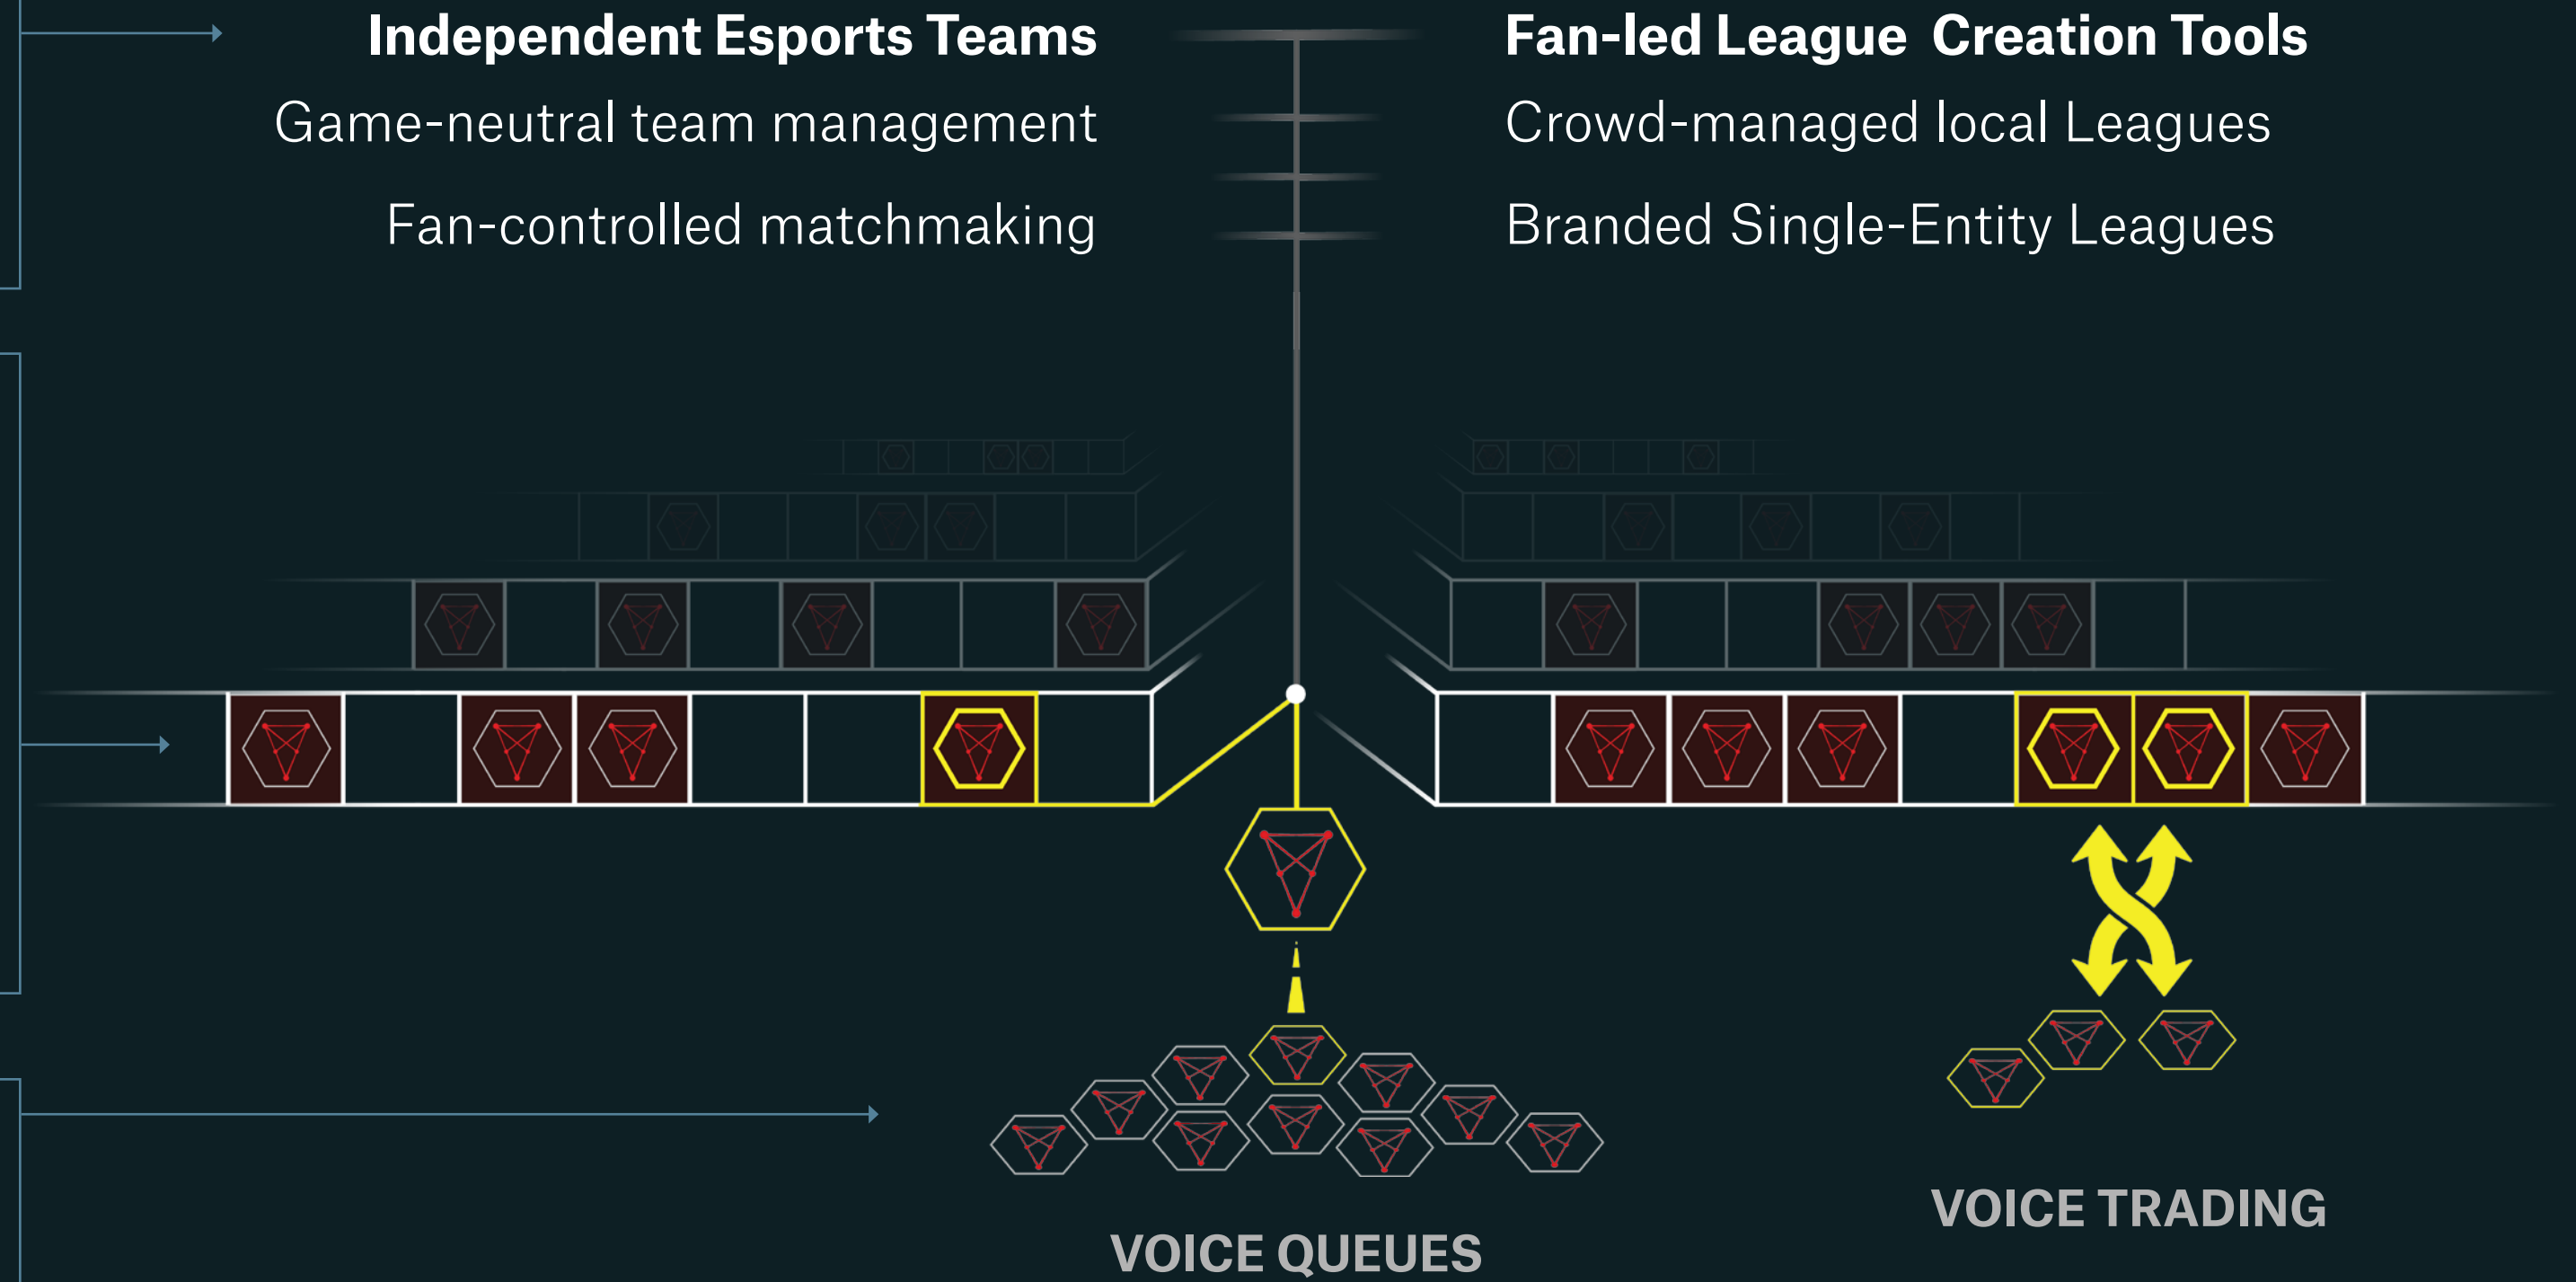 Independent Esports Teams
Game-neutral team management
Fan-controlled matchmaking
Fan-led League Creation Tools
Crowd-managed local Leagues
Branded Single-Entity Leagues
VOICE QUEUES
VOICE TRADING